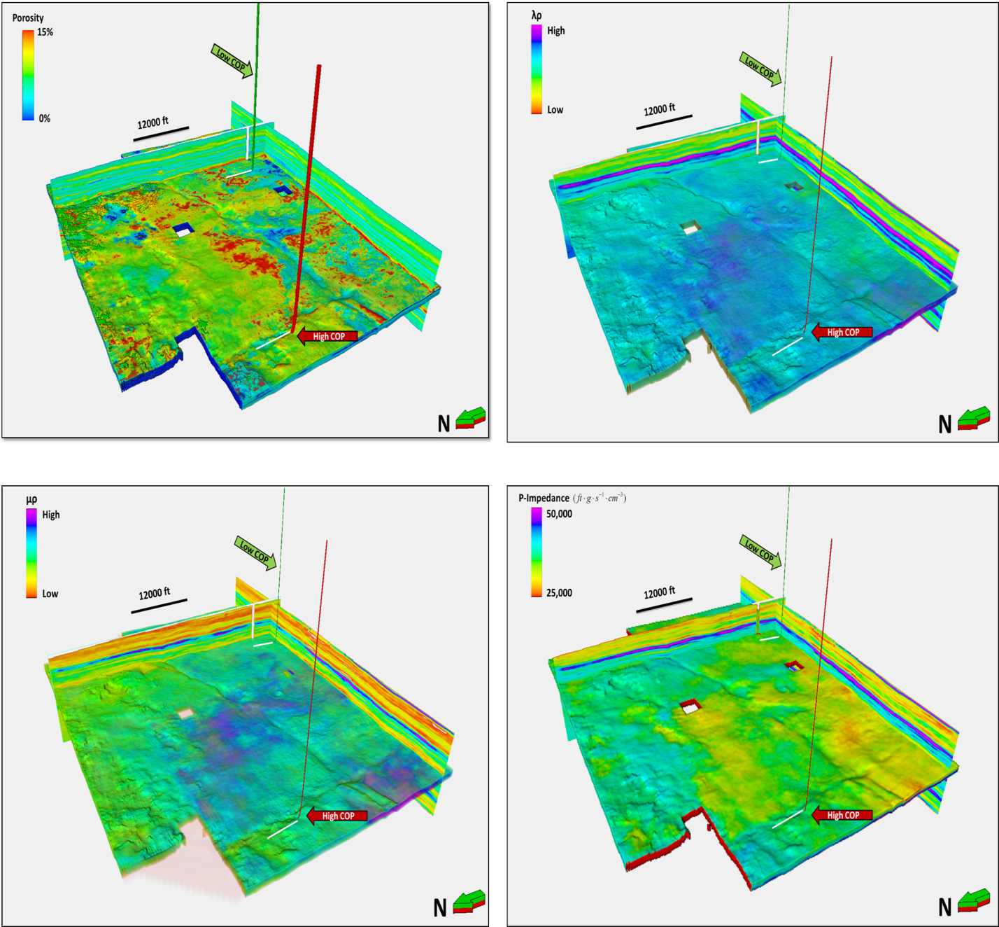 Porosity
15%
0%
Low COP
12000 ft
High COP
N
λρ
High
Low
Low COP
12000 ft
High COP
N
μρ
High
Low
Low COP
12000 ft
High COP
N
P-Impedance (ft·g·s⁻¹·cm⁻³)
50,000
25,000
Low COP
12000 ft
High COP
N